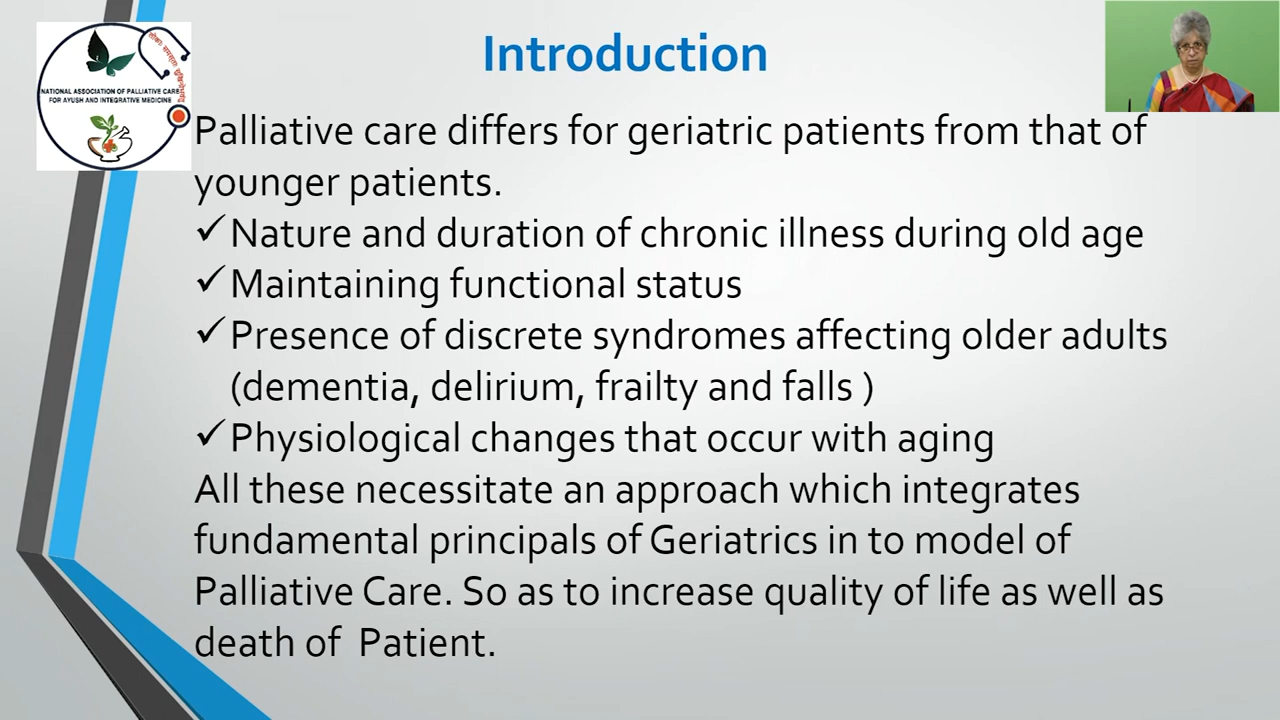 Introduction
NATIONAL ASSOCIATION OF PALLIATIVE CARE
FOR AYUSH AND INTEGRATIVE MEDICINE
Palliative care differs for geriatric patients from that of
younger patients.
✓Nature and duration of chronic illness during old age
✓Maintaining functional status
✓Presence of discrete syndromes affecting older adults
(dementia, delirium, frailty and falls )
✓Physiological changes that occur with aging
All these necessitate an approach which integrates
fundamental principals of Geriatrics in to model of
Palliative Care. So as to increase quality of life as well as
death of Patient.